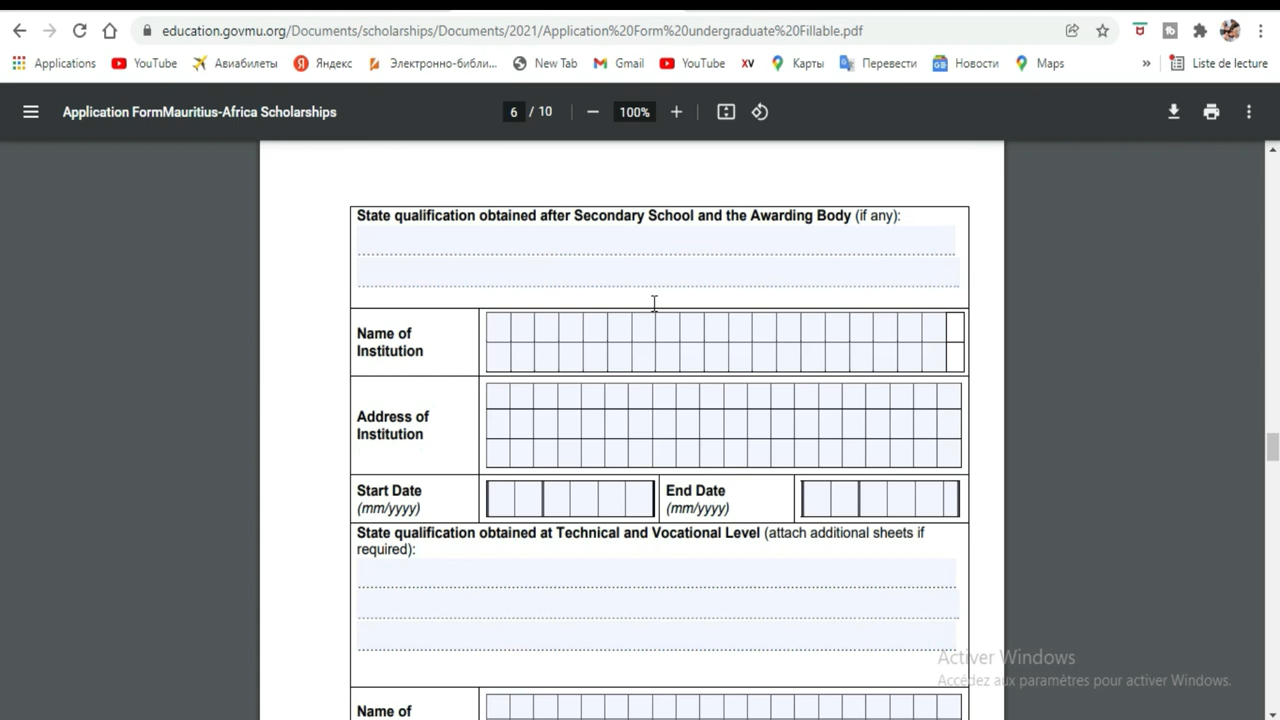 education.govmu.org/Documents/scholarships/Documents/2021/Application%20Form%20undergraduate%20Fillable.pdf
Applications YouTube Авиабилеты Яндекс Электронно-библи... New Tab Gmail YouTube XV Карты Перевести Новости Maps » Liste de lecture
Application FormMauritius-Africa Scholarships 6 / 10 100%
State qualification obtained after Secondary School and the Awarding Body (if any):
Name of
Institution
Address of
Institution
Start Date
(mm/yyyy)
End Date
(mm/yyyy)
State qualification obtained at Technical and Vocational Level (attach additional sheets if
required):
Name of
Activer Windows
Accédez aux paramètres pour activer Windows.